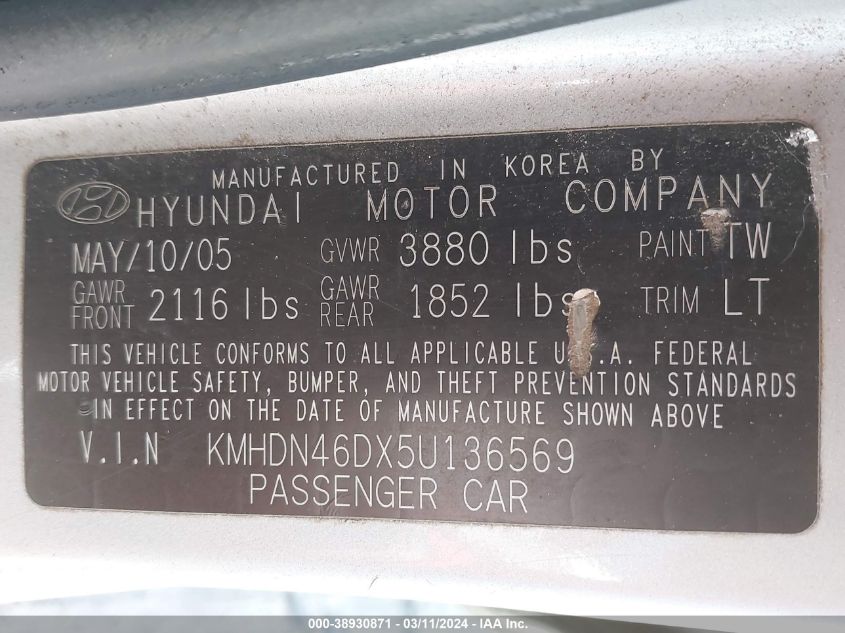 MANUFACTURED IN KOREA BY
HYUNDAI MOTOR COMPANY
MAY/10/05 GVWR 3880 lbs PAINT TW
GAWR FRONT 2116 lbs GAWR REAR 1852 lbs TRIM LT
THIS VEHICLE CONFORMS TO ALL APPLICABLE U.S.A. FEDERAL
MOTOR VEHICLE SAFETY, BUMPER, AND THEFT PREVENTION STANDARDS
IN EFFECT ON THE DATE OF MANUFACTURE SHOWN ABOVE
V.I.N KMHDN46DX5U136569
PASSENGER CAR
000-38930871 - 03/11/2024 - IAA Inc.